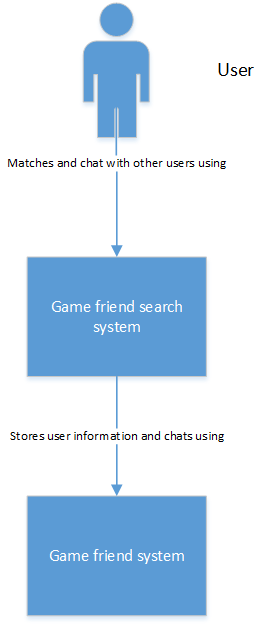 User
Matches and chat with other users using
Game friend search
system
Stores user information and chats using
Game friend system